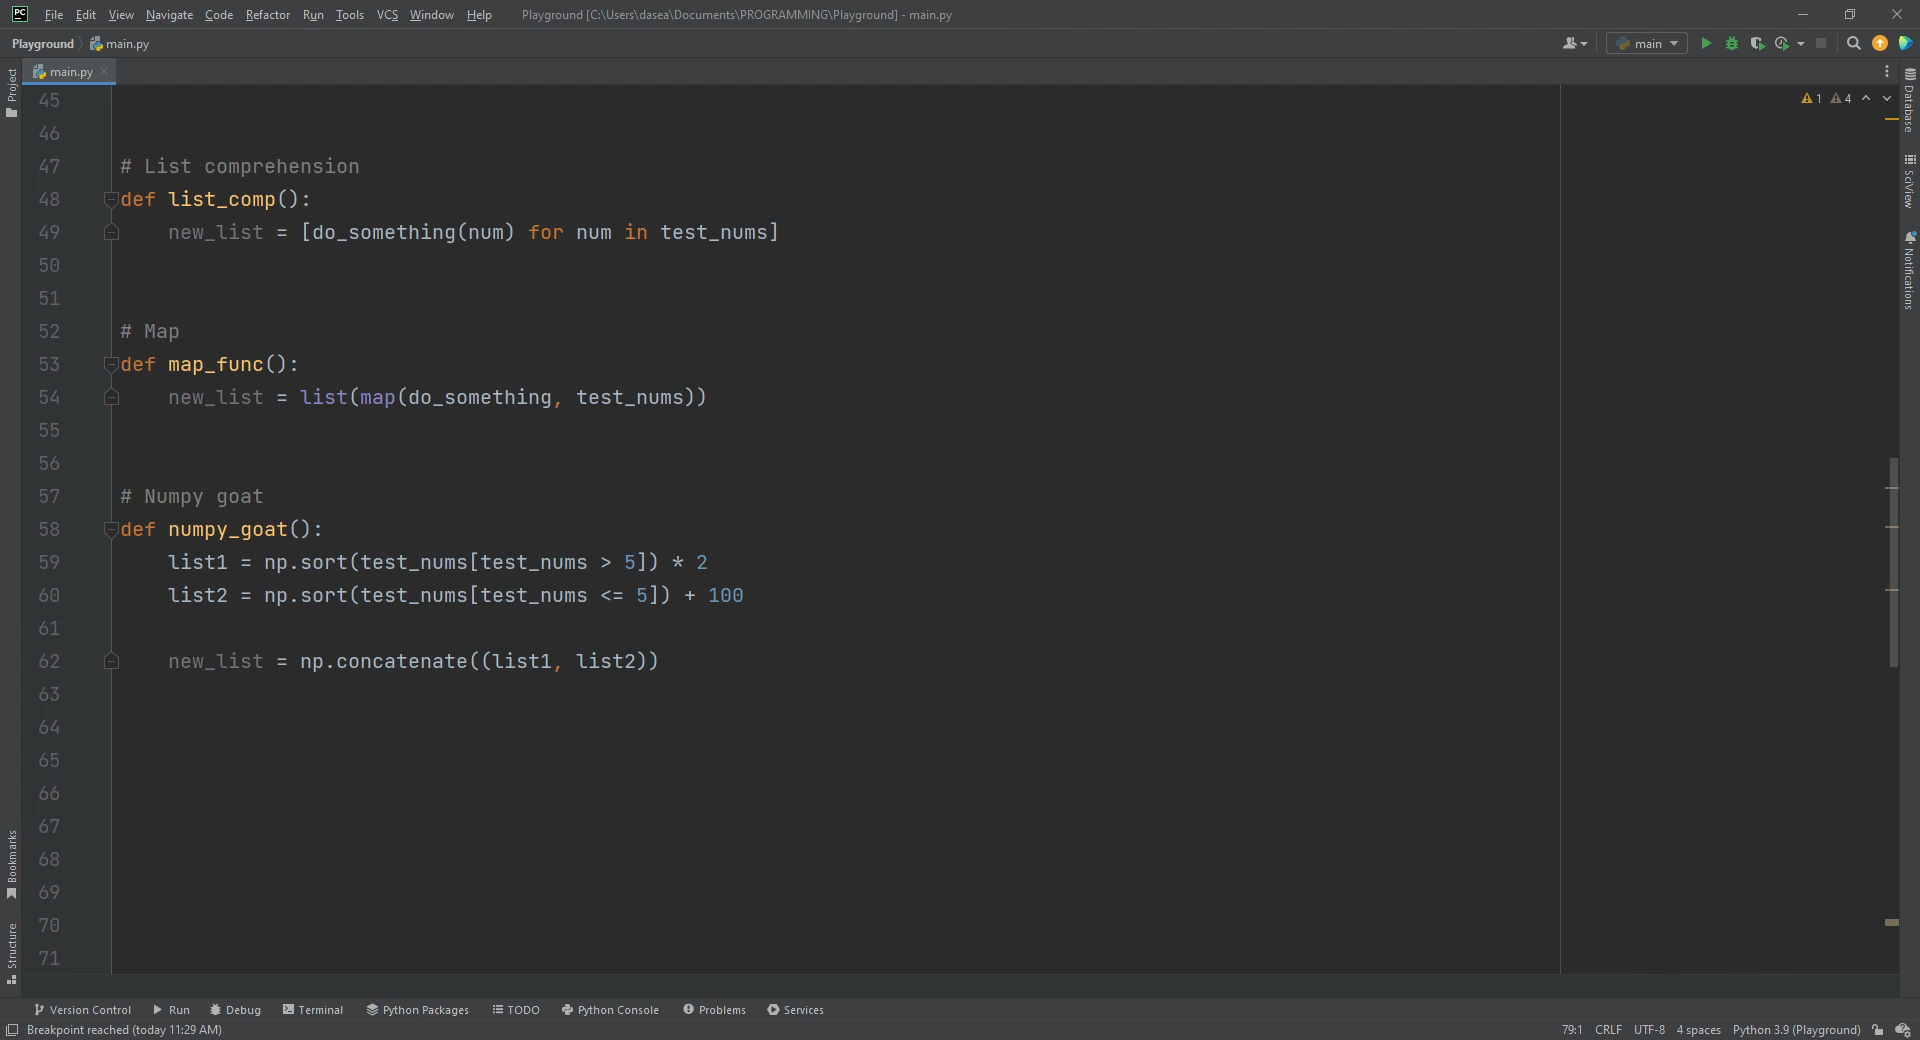 PC File Edit View Navigate Code Refactor Run Tools VCS Window Help Playground [C:\Users\dasea\Documents\PROGRAMMING\Playground] - main.py
Playground main.py main
Project main.py
45 1 4
46
47 # List comprehension
48 def list_comp():
49 new_list = [do_something(num) for num in test_nums]
50
51
52 # Map
53 def map_func():
54 new_list = list(map(do_something, test_nums))
55
56
57 # Numpy goat
58 def numpy_goat():
59 list1 = np.sort(test_nums[test_nums > 5]) * 2
60 list2 = np.sort(test_nums[test_nums <= 5]) + 100
61
62 new_list = np.concatenate((list1, list2))
63
64
65
66
67
68
69
70
71
Database
SciView
Notifications
Bookmarks
Structure
Version Control Run Debug Terminal Python Packages TODO Python Console Problems Services
Breakpoint reached (today 11:29 AM) 79:1 CRLF UTF-8 4 spaces Python 3.9 (Playground)